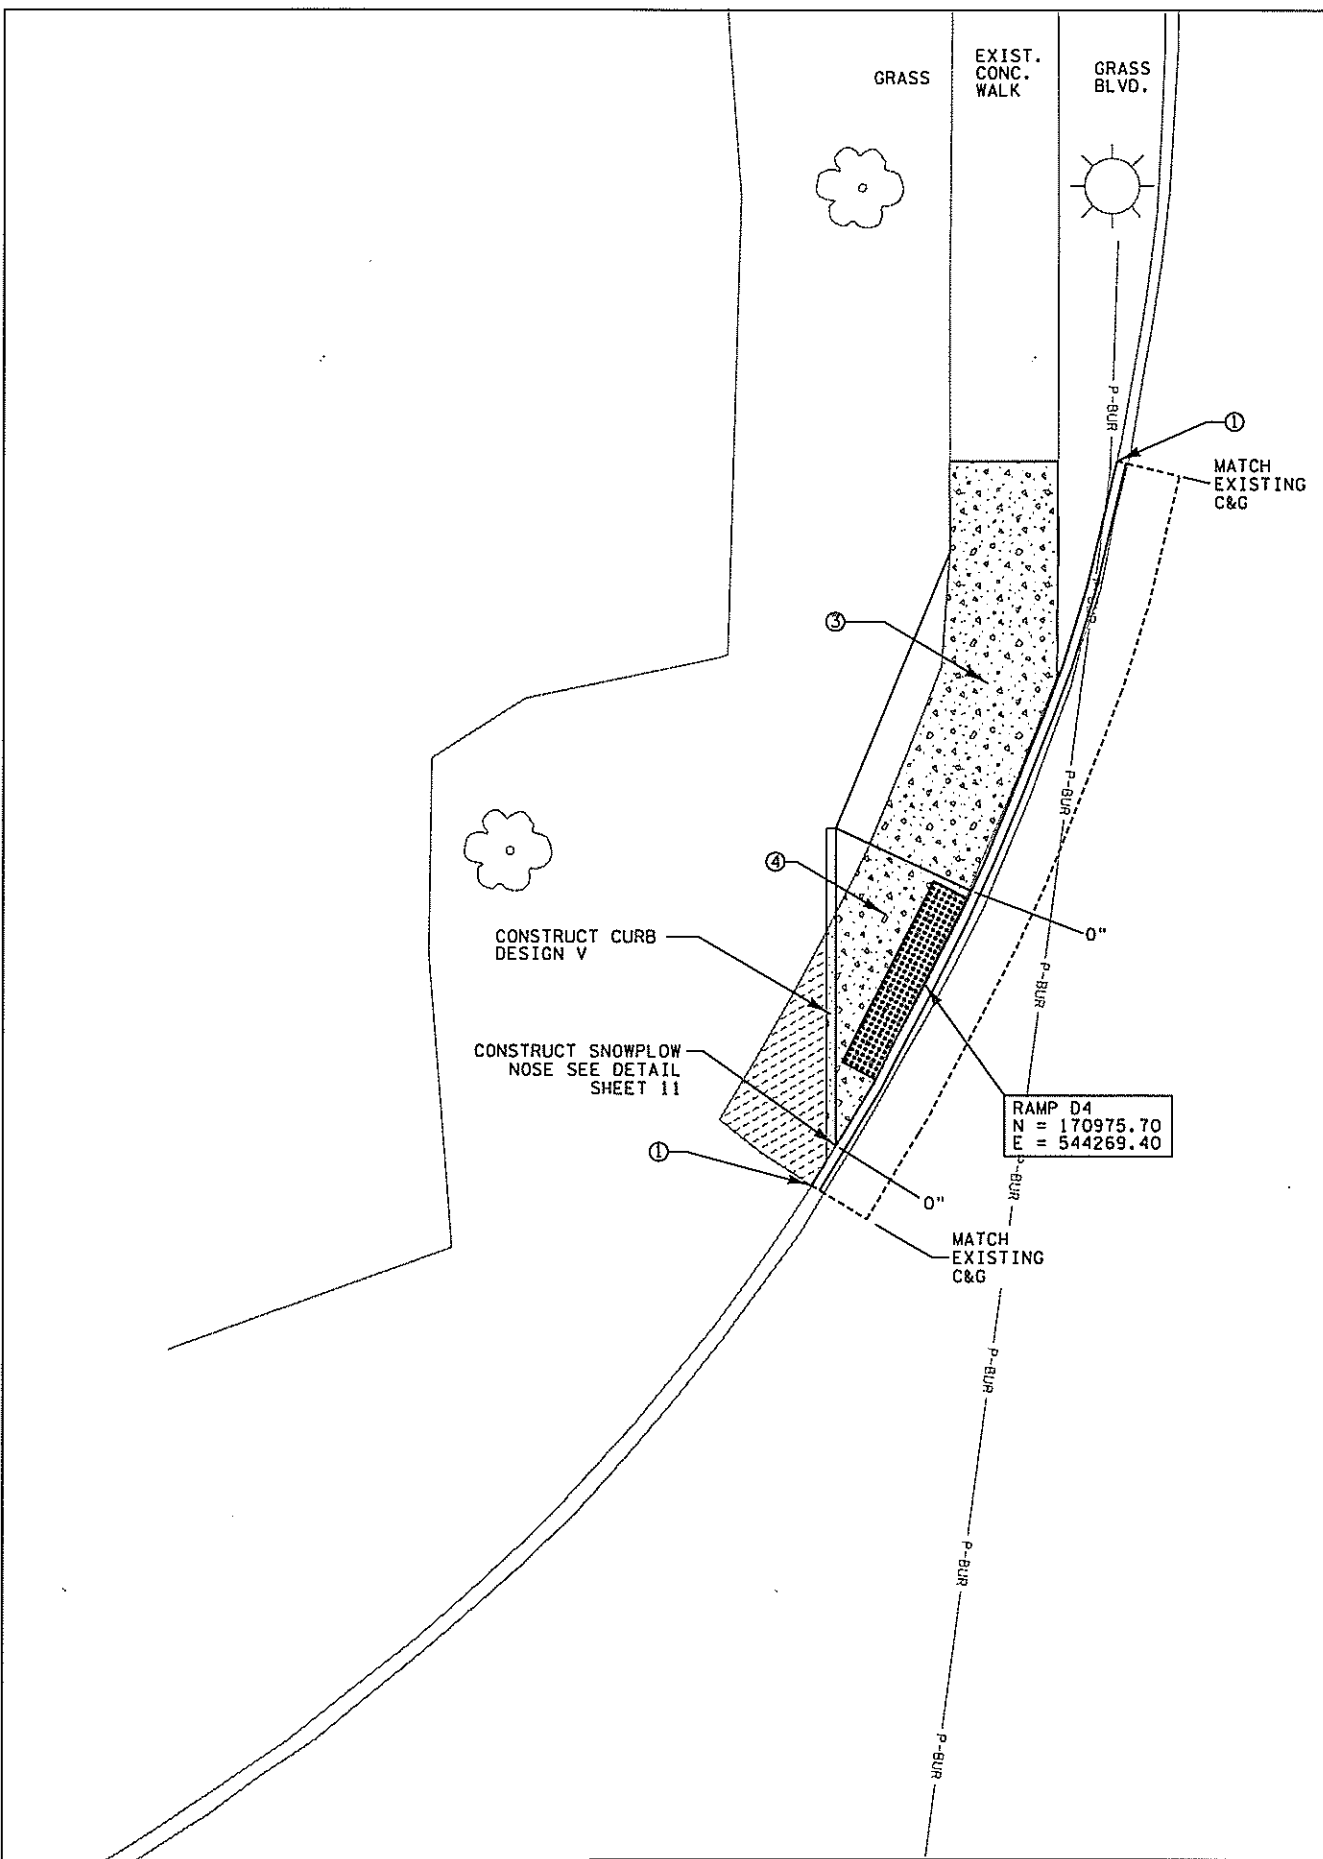 GRASS
EXIST.
CONC.
WALK
GRASS
BLVD.
P-BUR
①
MATCH
EXISTING
C&G
③
P-BUR
④
0"
CONSTRUCT CURB
DESIGN V
P-BUR
CONSTRUCT SNOWPLOW
NOSE SEE DETAIL
SHEET 11
RAMP D4
N = 170975.70
E = 544269.40
①
P-BUR
0"
MATCH
EXISTING
C&G
P-BUR
P-BUR
P-BUR